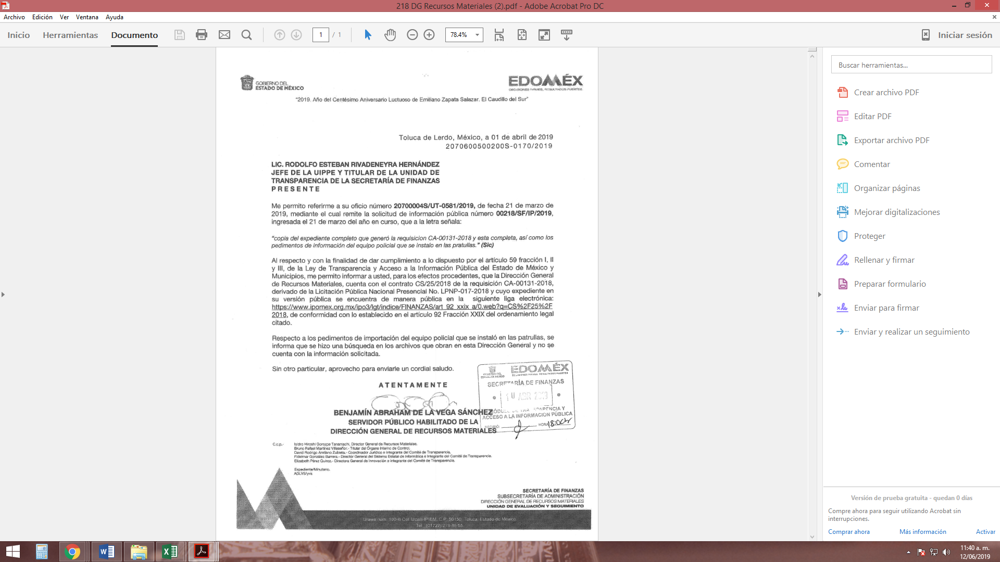 218 DG Recursos Materiales (2).pdf - Adobe Acrobat Pro DC
Archivo Edición Ver Ventana Ayuda
Inicio Herramientas Documento 1 / 1 78.4% Iniciar sesión
GOBIERNO DEL
ESTADO DE MÉXICO
EDOMÉX
DECISIONES FIRMES, RESULTADOS FUERTES.
"2019. Año del Centésimo Aniversario Luctuoso de Emiliano Zapata Salazar. El Caudillo del Sur"
Toluca de Lerdo, México, a 01 de abril de 2019
2070600500200S-0170/2019
LIC. RODOLFO ESTEBAN RIVADENEYRA HERNÁNDEZ
JEFE DE LA UIPPE Y TITULAR DE LA UNIDAD DE
TRANSPARENCIA DE LA SECRETARÍA DE FINANZAS
P R E S E N T E
Me permito referirme a su oficio número 20700004S/UT-0581/2019, de fecha 21 de marzo de
2019, mediante el cual remite la solicitud de información pública número 00218/SF/IP/2019,
ingresada el 21 de marzo del año en curso, que a la letra señala:
"copia del expediente completo que generó la requisicion CA-00131-2018 y esta completa, así como los
pedimentos de información del equipo policial que se instalo en las pratullas." (Sic)
Al respecto y con la finalidad de dar cumplimiento a lo dispuesto por el artículo 59 fracción I, II
y III, de la Ley de Transparencia y Acceso a la Información Pública del Estado de México y
Municipios, me permito informar a usted, para los efectos procedentes, que la Dirección General
de Recursos Materiales, cuenta con el contrato CS/25/2018 de la requisición CA-00131-2018,
derivado de la Licitación Pública Nacional Presencial No. LPNP-017-2018 y cuyo expediente en
su versión pública se encuentra de manera pública en la siguiente liga electrónica:
https://www.ipomex.org.mx/ipo3/lgt/indice/FINANZAS/art_92_xxix_a/0.web?q=CS%2F25%2F
2018, de conformidad con lo establecido en el artículo 92 Fracción XXIX del ordenamiento legal
citado.
Respecto a los pedimentos de importación del equipo policial que se instaló en las patrullas, se
informa que se hizo una búsqueda en los archivos que obran en esta Dirección General y no se
cuenta con la información solicitada.
Sin otro particular, aprovecho para enviarle un cordial saludo.
A T E N T A M E N T E
BENJAMÍN ABRAHAM DE LA VEGA SÁNCHEZ
SERVIDOR PÚBLICO HABILITADO DE LA
DIRECCIÓN GENERAL DE RECURSOS MATERIALES
GOBIERNO DEL
ESTADO DE MÉXICO
EDOMÉX
DECISIONES FIRMES, RESULTADOS FUERTES
SECRETARÍA DE FINANZAS
ABR 2019
ACCESO A LA INFORMACIÓN PÚBLICA
RECIBIÓ: HORA
C.c.p.- Isidro Hiroshi Gorozpe Tanamachi, Director General de Recursos Materiales.
Bruno Rafael Martínez Villaseñor.- Titular del Órgano Interno de Control.
David Rodrigo Arellano Zubieta.- Coordinador Jurídico e Integrante del Comité de Transparencia.
Fidelmar González Barrera.- Director General del Sistema Estatal de Informática e Integrante del Comité de Transparencia.
Elizabeth Pérez Quiroz.- Directora General de Innovación e Integrante del Comité de Transparencia.
Expediente/Minutario.
ADLVS/yva
SECRETARÍA DE FINANZAS
SUBSECRETARÍA DE ADMINISTRACIÓN
DIRECCIÓN GENERAL DE RECURSOS MATERIALES
UNIDAD DE EVALUACIÓN Y SEGUIMIENTO
Urawa núm. 100-B Col. Izcalli IPIEM, C.P. 50150, Toluca, Estado de México
Buscar herramientas...
Crear archivo PDF
Editar PDF
Exportar archivo PDF
Comentar
Organizar páginas
Mejorar digitalizaciones
Proteger
Rellenar y firmar
Preparar formulario
Enviar para firmar
Enviar y realizar un seguimiento
Versión de prueba gratuita - quedan 0 días
Compre ahora para seguir utilizando Acrobat sin
interrupciones.
Comprar ahora Más información Activar
11:40 a. m.
12/06/2019